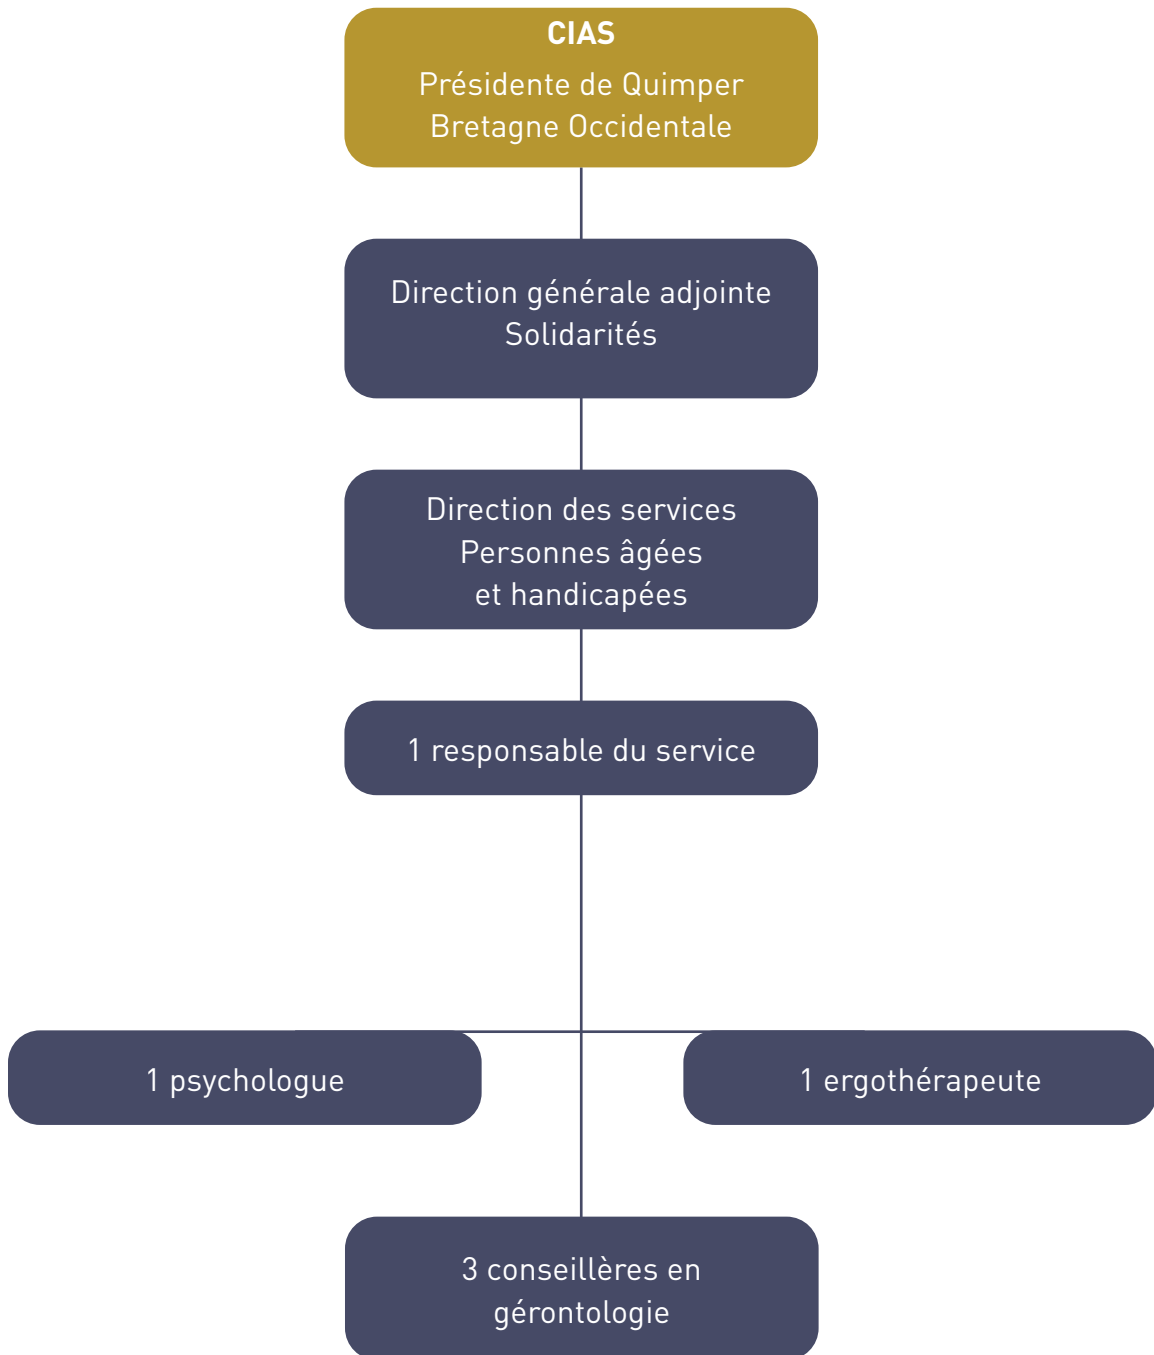 CIAS
Présidente de Quimper
Bretagne Occidentale
Direction générale adjointe
Solidarités
Direction des services
Personnes âgées
et handicapées
1 responsable du service
1 psychologue
1 ergothérapeute
3 conseillères en
gérontologie